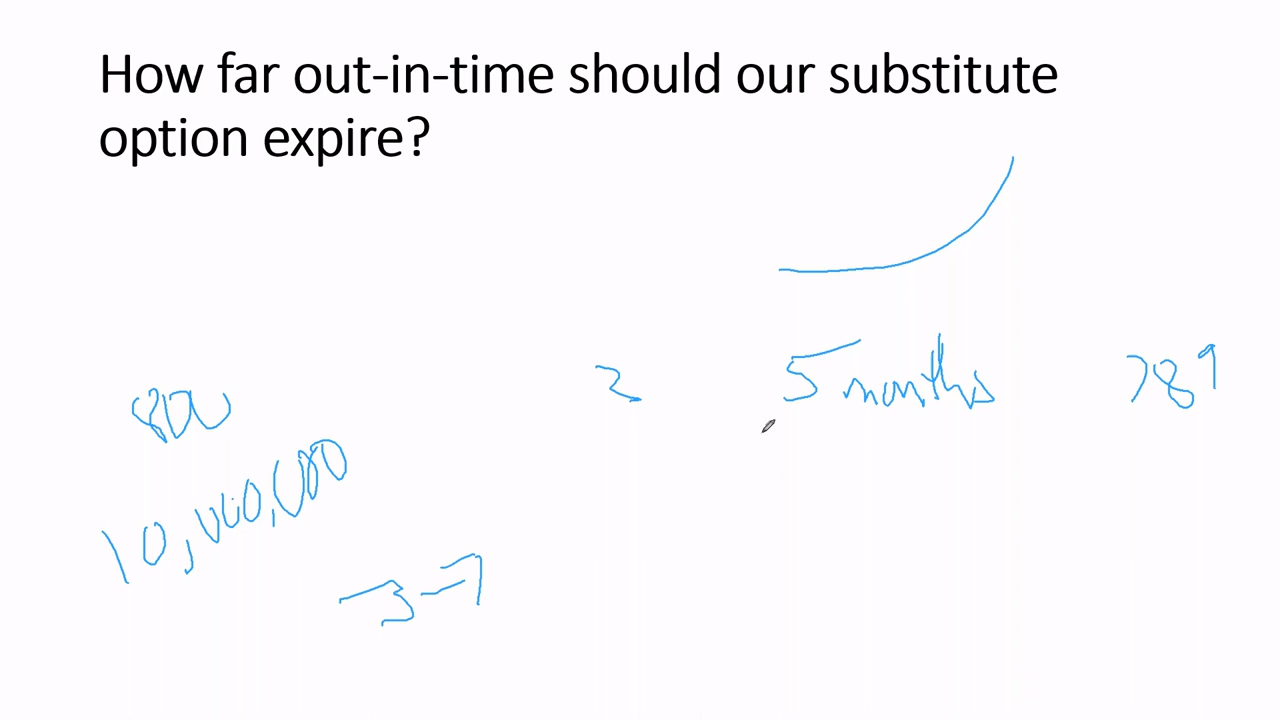 How far out-in-time should our substitute
option expire?
2 5 months 789
800
10,000,000
3-7